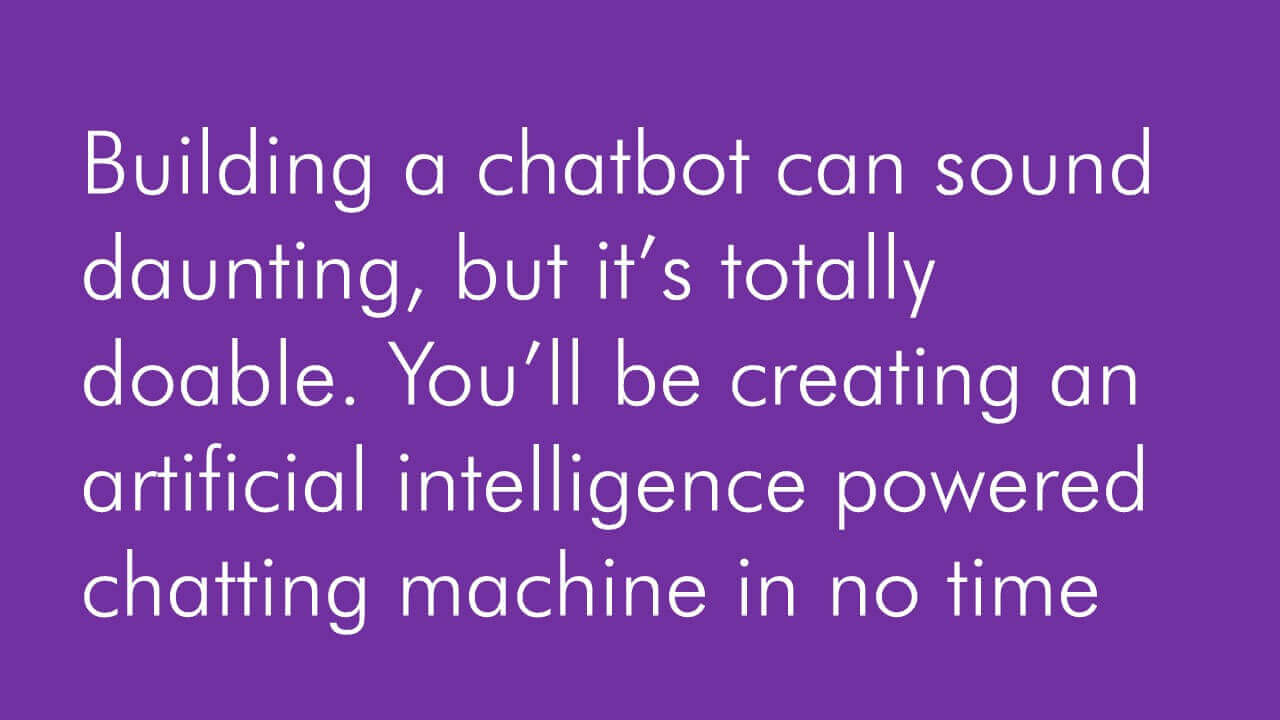 Building a chatbot can sound
daunting, but it’s totally
doable. You’ll be creating an
artificial intelligence powered
chatting machine in no time